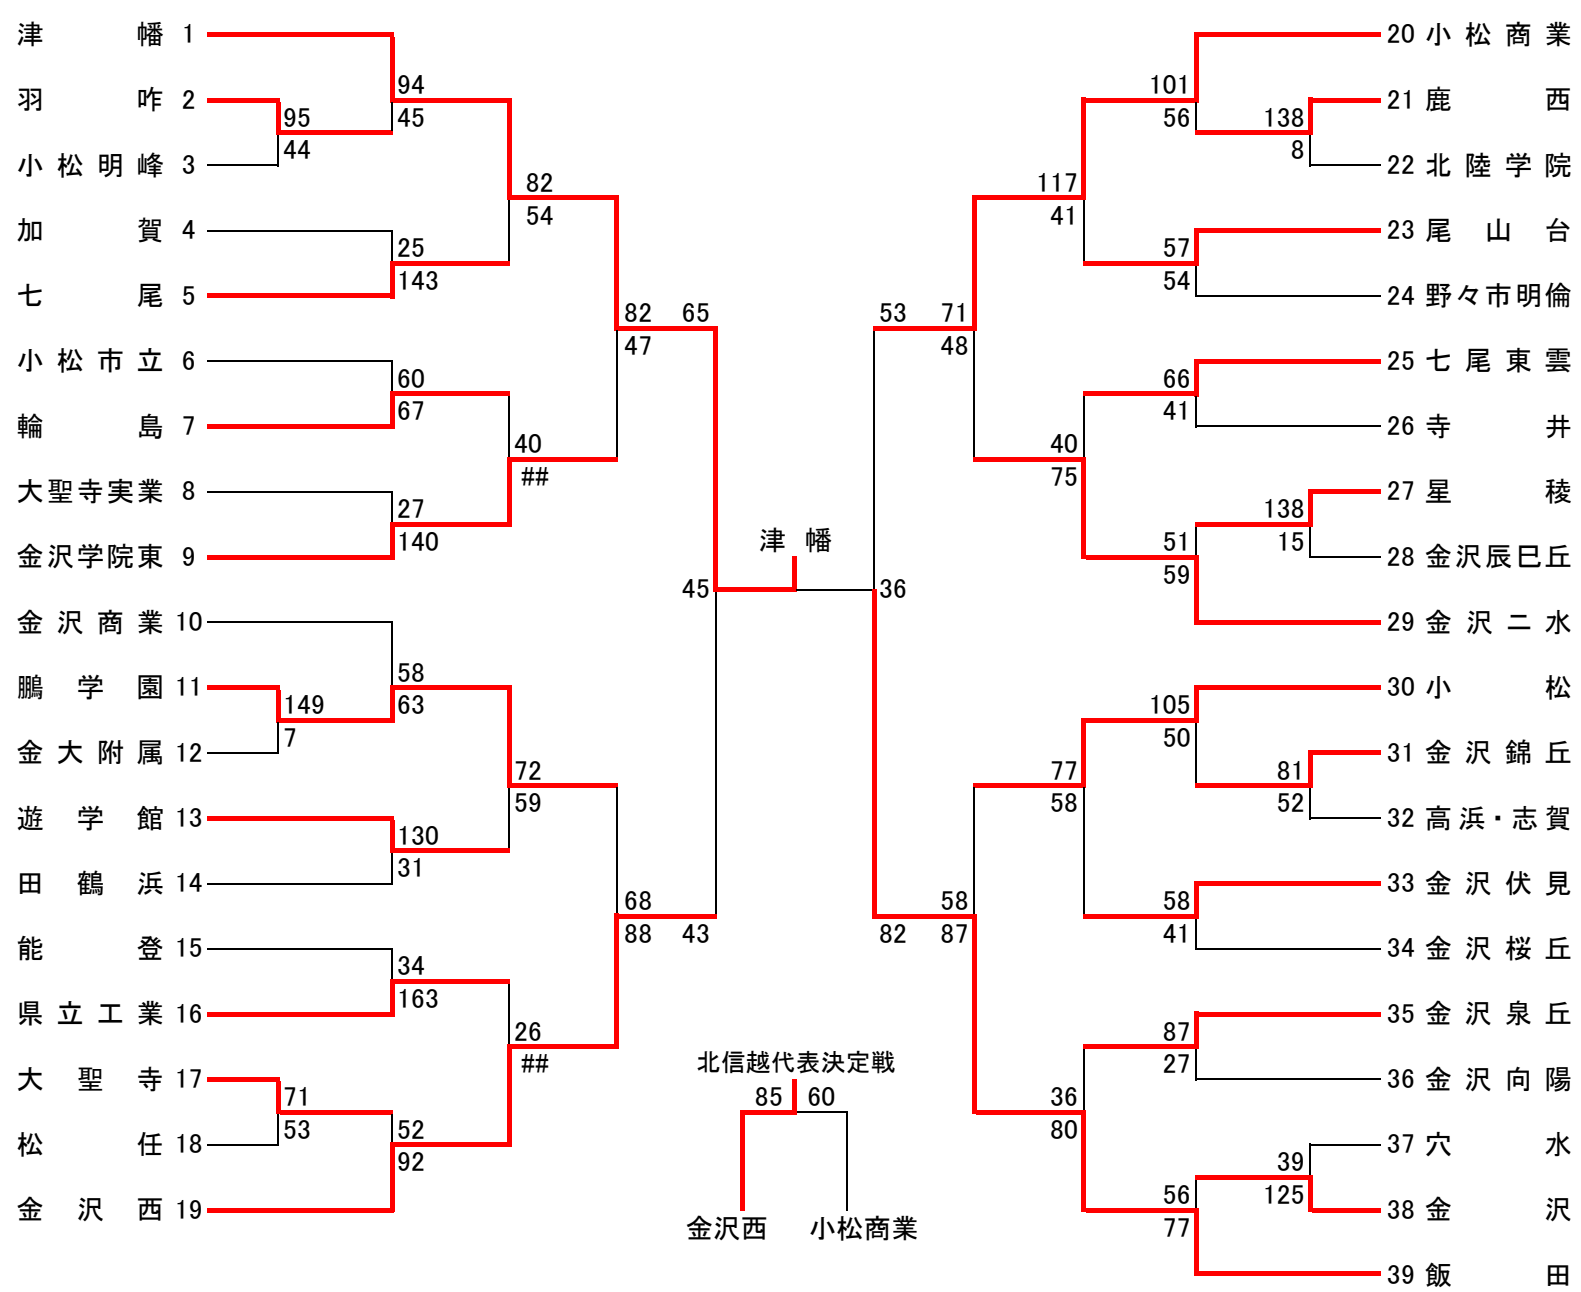 津幡 1
94
羽咋 2
95
45
44
小松明峰 3
82
54
加賀 4
25
143
七尾 5
82 65
47
小松市立 6
60
67
輪島 7
40
##
大聖寺実業 8
27
140
金沢学院東 9
津幡
45
36
金沢商業 10
58
鵬学園 11
149
63
7
金大附属 12
72
59
遊学館 13
130
31
田鶴浜 14
68
88 43
能登 15
34
163
県立工業 16
26
##
大聖寺 17
71
53
松任 18
52
92
金沢西 19
北信越代表決定戦
85 60
金沢西 小松商業
20 小松商業
101
21 鹿西
56
138
8
22 北陸学院
117
41
23 尾山台
57
54
24 野々市明倫
53 71
48
25 七尾東雲
66
41
26 寺井
40
75
27 星稜
138
15
51
28 金沢辰巳丘
59
29 金沢二水
30 小松
105
50
31 金沢錦丘
81
52
77
58
32 高浜・志賀
33 金沢伏見
58
41
34 金沢桜丘
58
82 87
35 金沢泉丘
87
27
36 金沢向陽
36
80
37 穴水
39
125
56
38 金沢
77
39 飯田